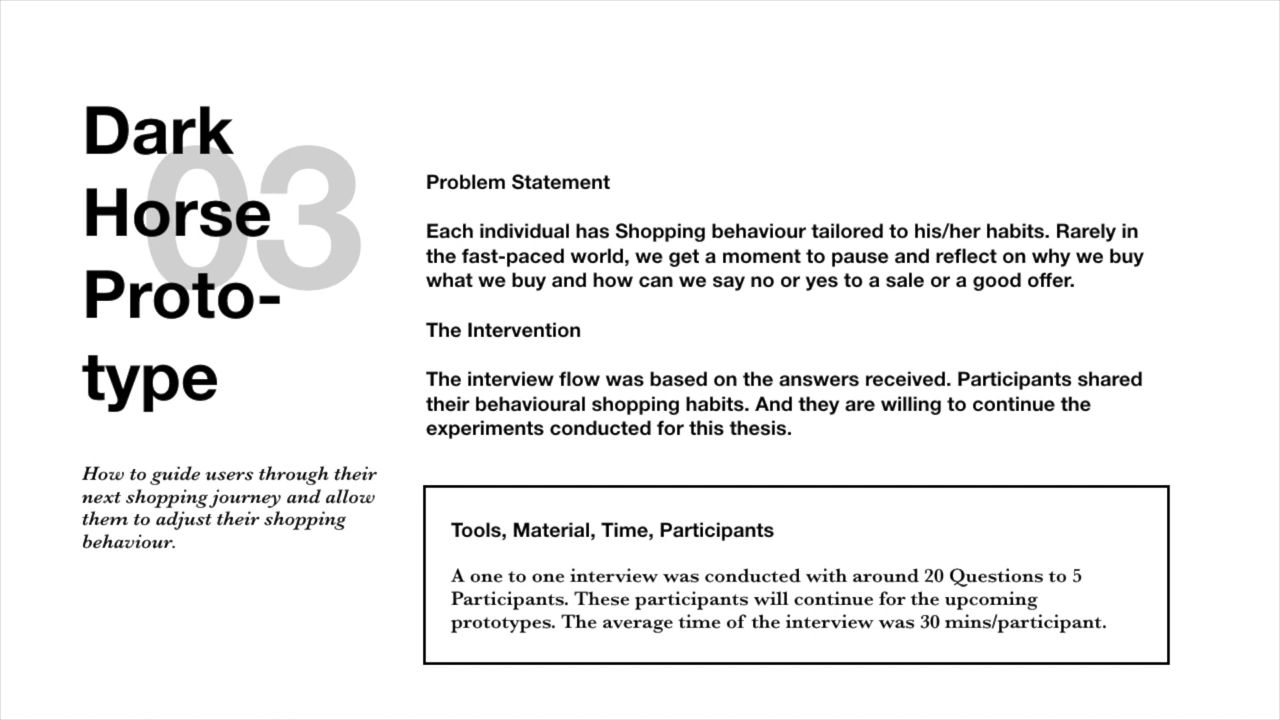 Dark
Horse
Proto-
type
03
How to guide users through their
next shopping journey and allow
them to adjust their shopping
behaviour.
Problem Statement
Each individual has Shopping behaviour tailored to his/her habits. Rarely in
the fast-paced world, we get a moment to pause and reflect on why we buy
what we buy and how can we say no or yes to a sale or a good offer.
The Intervention
The interview flow was based on the answers received. Participants shared
their behavioural shopping habits. And they are willing to continue the
experiments conducted for this thesis.
Tools, Material, Time, Participants
A one to one interview was conducted with around 20 Questions to 5
Participants. These participants will continue for the upcoming
prototypes. The average time of the interview was 30 mins/participant.